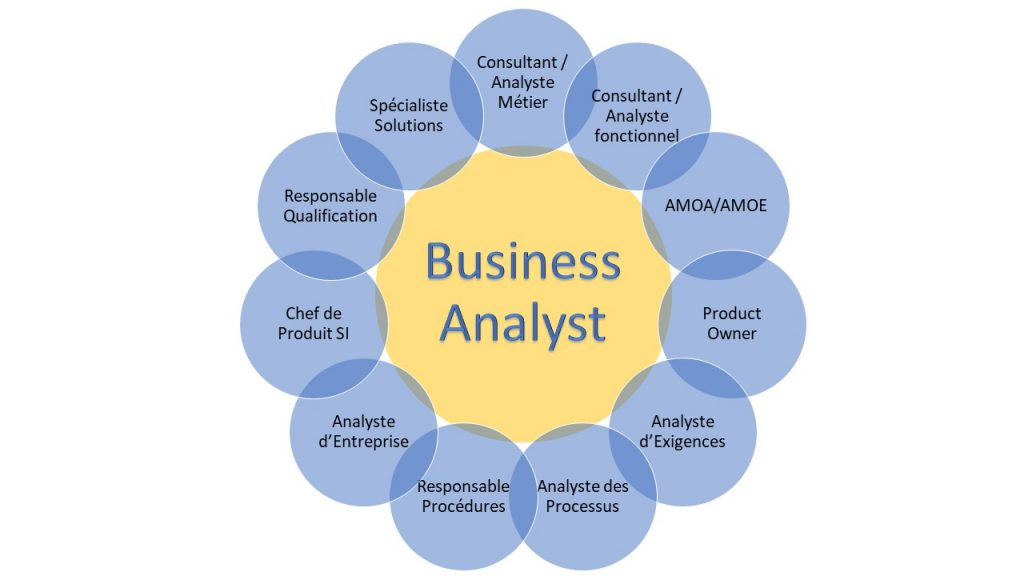 Consultant /
Analyste
Métier
Consultant /
Analyste
fonctionnel
AMOA/AMOE
Product
Owner
Analyste
d’Exigences
Analyste des
Processus
Responsable
Procédures
Analyste
d’Entreprise
Chef de
Produit SI
Responsable
Qualification
Spécialiste
Solutions
Business
Analyst